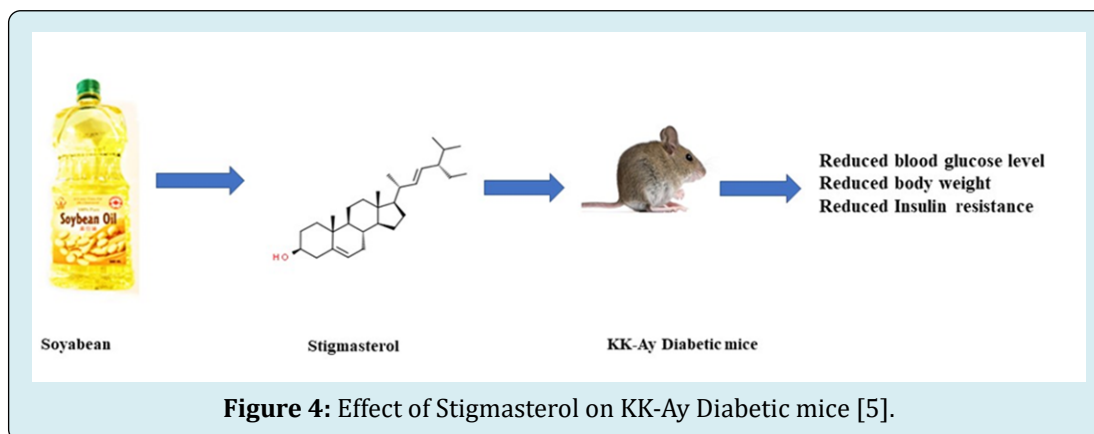 Soybean Oil
HO
Reduced blood glucose level
Reduced body weight
Reduced Insulin resistance
Soyabean
Stigmasterol
KK-Ay Diabetic mice
Figure 4: Effect of Stigmasterol on KK-Ay Diabetic mice [5].